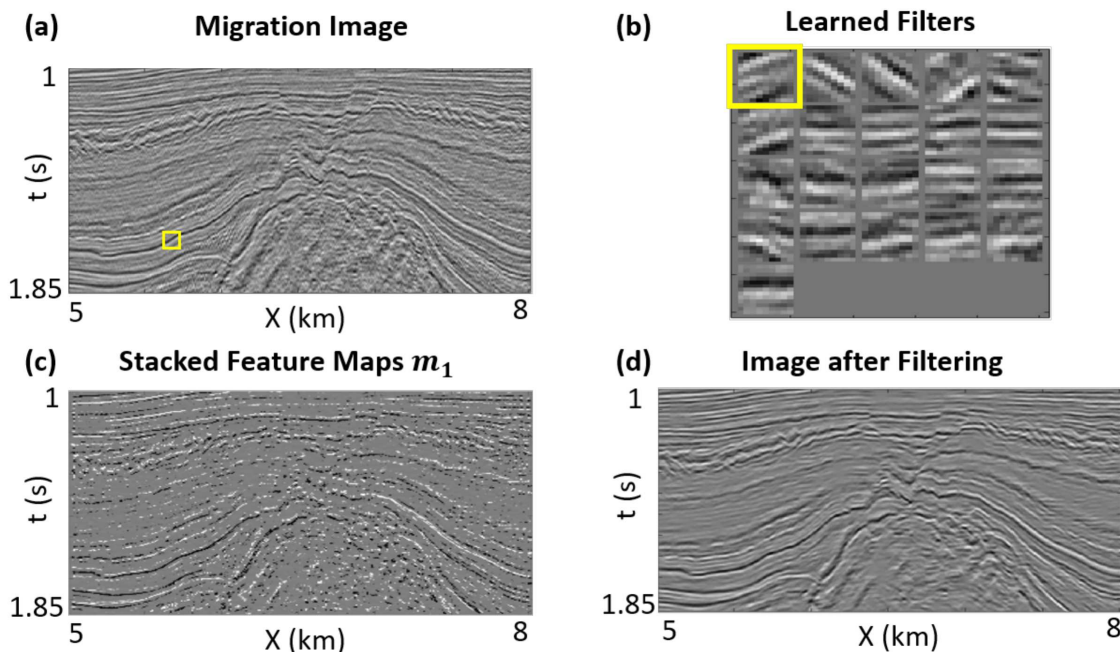 (a) Migration Image
1
t (s)
1.85
5 X (km) 8
(b) Learned Filters
(c) Stacked Feature Maps m₁
1
t (s)
1.85
5 X (km) 8
(d) Image after Filtering
1
t (s)
1.85
5 X (km) 8